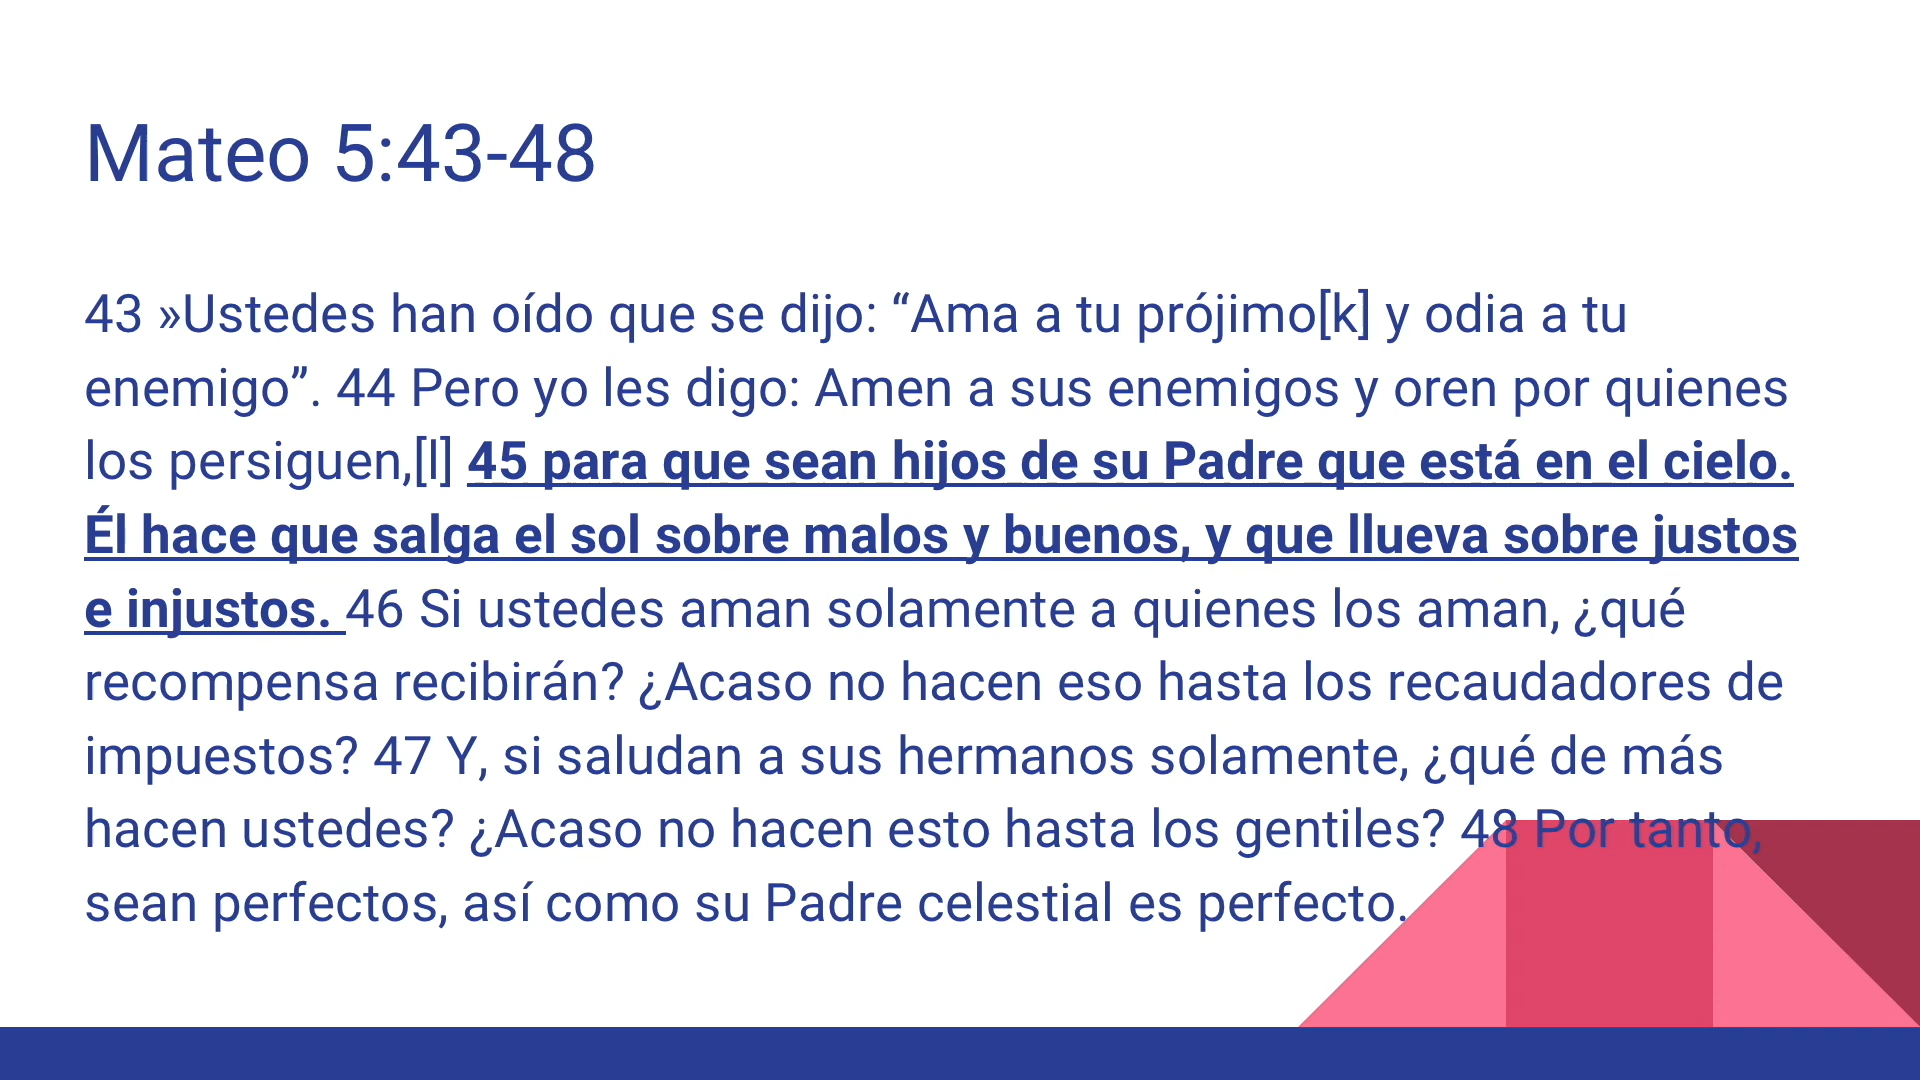 Mateo 5:43-48
43 »Ustedes han oído que se dijo: “Ama a tu prójimo[k] y odia a tu
enemigo”. 44 Pero yo les digo: Amen a sus enemigos y oren por quienes
los persiguen,[l] 45 para que sean hijos de su Padre que está en el cielo.
Él hace que salga el sol sobre malos y buenos, y que llueva sobre justos
e injustos. 46 Si ustedes aman solamente a quienes los aman, ¿qué
recompensa recibirán? ¿Acaso no hacen eso hasta los recaudadores de
impuestos? 47 Y, si saludan a sus hermanos solamente, ¿qué de más
hacen ustedes? ¿Acaso no hacen esto hasta los gentiles? 48 Por tanto,
sean perfectos, así como su Padre celestial es perfecto.